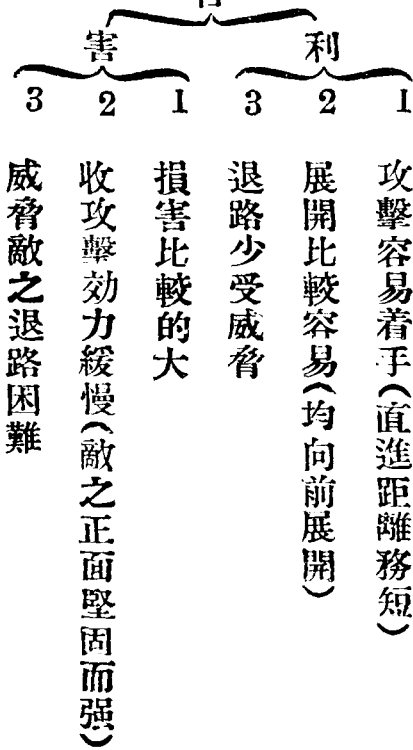 利
1 攻擊容易着手(直進距離務短)
2 展開比較容易(均向前展開)
3 退路少受威脅
害
1 損害比較的大
2 收攻擊効力緩慢(敵之正面堅固而强)
3 威脅敵之退路困難